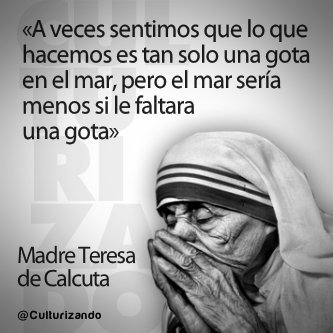 «A veces sentimos que lo que
hacemos es tan solo una gota
en el mar, pero el mar sería
menos si le faltara
una gota»
Madre Teresa
de Calcuta
@Culturizando